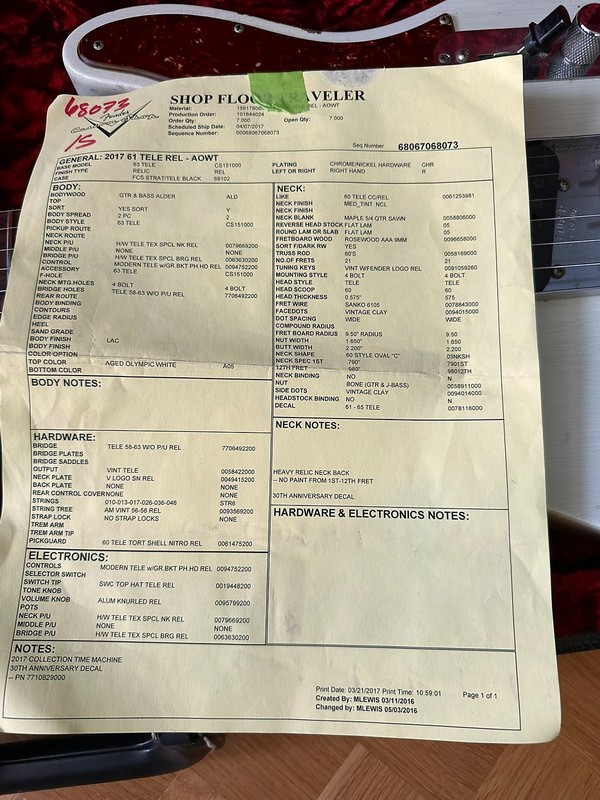 68073
Fender
15
SHOP FLOOR TRAVELER
Material:
REL - AOWT
Production Order: 101844024
Order Qty: 7.000 Open Qty: 7.000
Scheduled Ship Date: 04/07/2017
Sequence Number: 00068067068073
Seq Number 68067068073
GENERAL: 2017 61 TELE REL - AOWT
BASE MODEL 63 TELE CS151000
FINISH TYPE RELIC REL
CASE FCS STRAT/TELE BLACK 68102
PLATING CHROME/NICKEL HARDWARE CHR
LEFT OR RIGHT RIGHT HAND R
BODY:
BODYWOOD GTR & BASS ALDER ALD
TOP
SORT YES SORT Y
BODY SPREAD 2 PC 2
BODY STYLE 63 TELE CS151000
PICKUP ROUTE
NECK ROUTE
NECK P/U H/W TELE TEX SPCL NK REL 0079669200
MIDDLE P/U NONE NONE
BRIDGE P/U H/W TELE TEX SPCL BRG REL 0063630200
CONTROL MODERN TELE w/GR.BKT PH.HD REL 0094752200
ACCESSORY 63 TELE CS151000
F-HOLE
NECK MTG.HOLES 4 BOLT 4 BOLT
BRIDGE HOLES TELE 58-63 W/O P/U REL 7706492200
REAR ROUTE
BODY BINDING
CONTOURS
EDGE RADIUS
HEEL
SAND GRADE
BODY FINISH LAC
BODY FINISH
COLOR OPTION
TOP COLOR AGED OLYMPIC WHITE A05
BOTTOM COLOR
BODY NOTES:
HARDWARE:
BRIDGE TELE 58-63 W/O P/U REL 7706492200
BRIDGE PLATES
BRIDGE SADDLES
OUTPUT VINT TELE 0058422000
NECK PLATE V LOGO SN REL 0049415200
BACK PLATE NONE NONE
REAR CONTROL COVER NONE NONE
STRINGS 010-013-017-026-036-046 STR6
STRING TREE AM VINT 56-58 REL 0093569200
STRAP LOCK NO STRAP LOCKS NONE
TREM ARM
TREM ARM TIP
PICKGUARD 60 TELE TORT SHELL NITRO REL 0061475200
ELECTRONICS:
CONTROLS MODERN TELE w/GR.BKT PH.HD REL 0094752200
SELECTOR SWITCH
SWITCH TIP SWC TOP HAT TELE REL 0019448200
TONE KNOB
VOLUME KNOB ALUM KNURLED REL 0095799200
POTS
NECK P/U H/W TELE TEX SPCL NK REL 0079669200
MIDDLE P/U NONE NONE
BRIDGE P/U H/W TELE TEX SPCL BRG REL 0063630200
NECK:
LIKE 60 TELE CC/REL 0061253981
NECK FINISH MED_TINT NCL
NECK FINISH
NECK BLANK MAPLE 5/4 QTR SAWN 0058806000
REVERSE HEAD STOCK FLAT LAM 05
ROUND LAM OR SLAB FLAT LAM 05
FRETBOARD WOOD ROSEWOOD AAA 9MM 0096658000
SORT F/DARK RW YES
TRUSS ROD 60'S 0058169000
NO.OF FRETS 21 21
TUNING KEYS VINT W/FENDER LOGO REL 0091059260
MOUNTING STYLE 4 BOLT 4 BOLT
HEAD STYLE TELE TELE
HEAD SCOOP 60 60
HEAD THICKNESS 0.575" 575
FRET WIRE SANKO 6105 0078843000
FACEDOTS VINTAGE CLAY 0094015000
DOT SPACING WIDE WIDE
COMPOUND RADIUS
FRET BOARD RADIUS 9.50" RADIUS 9.50
NUT WIDTH 1.650" 1.650
BUTT WIDTH 2.200" 2.200
NECK SHAPE 60 STYLE OVAL "C" 03NKSH
NECK SPEC 1ST .790" 7901ST
12TH FRET .980" 98012TH
NECK BINDING NO N
NUT BONE (GTR & J-BASS) 0058911000
SIDE DOTS VINTAGE CLAY 0094014000
HEADSTOCK BINDING NO N
DECAL 61 - 65 TELE 0078116000
NECK NOTES:
HEAVY RELIC NECK BACK
-- NO PAINT FROM 1ST-12TH FRET
30TH ANNIVERSARY DECAL
HARDWARE & ELECTRONICS NOTES:
NOTES:
2017 COLLECTION TIME MACHINE
30TH ANNIVERSARY DECAL
-- PN 7710829000
Print Date: 03/21/2017 Print Time: 10:59:01 Page 1 of 1
Created By: MLEWIS 03/11/2016
Changed by: MLEWIS 05/03/2016